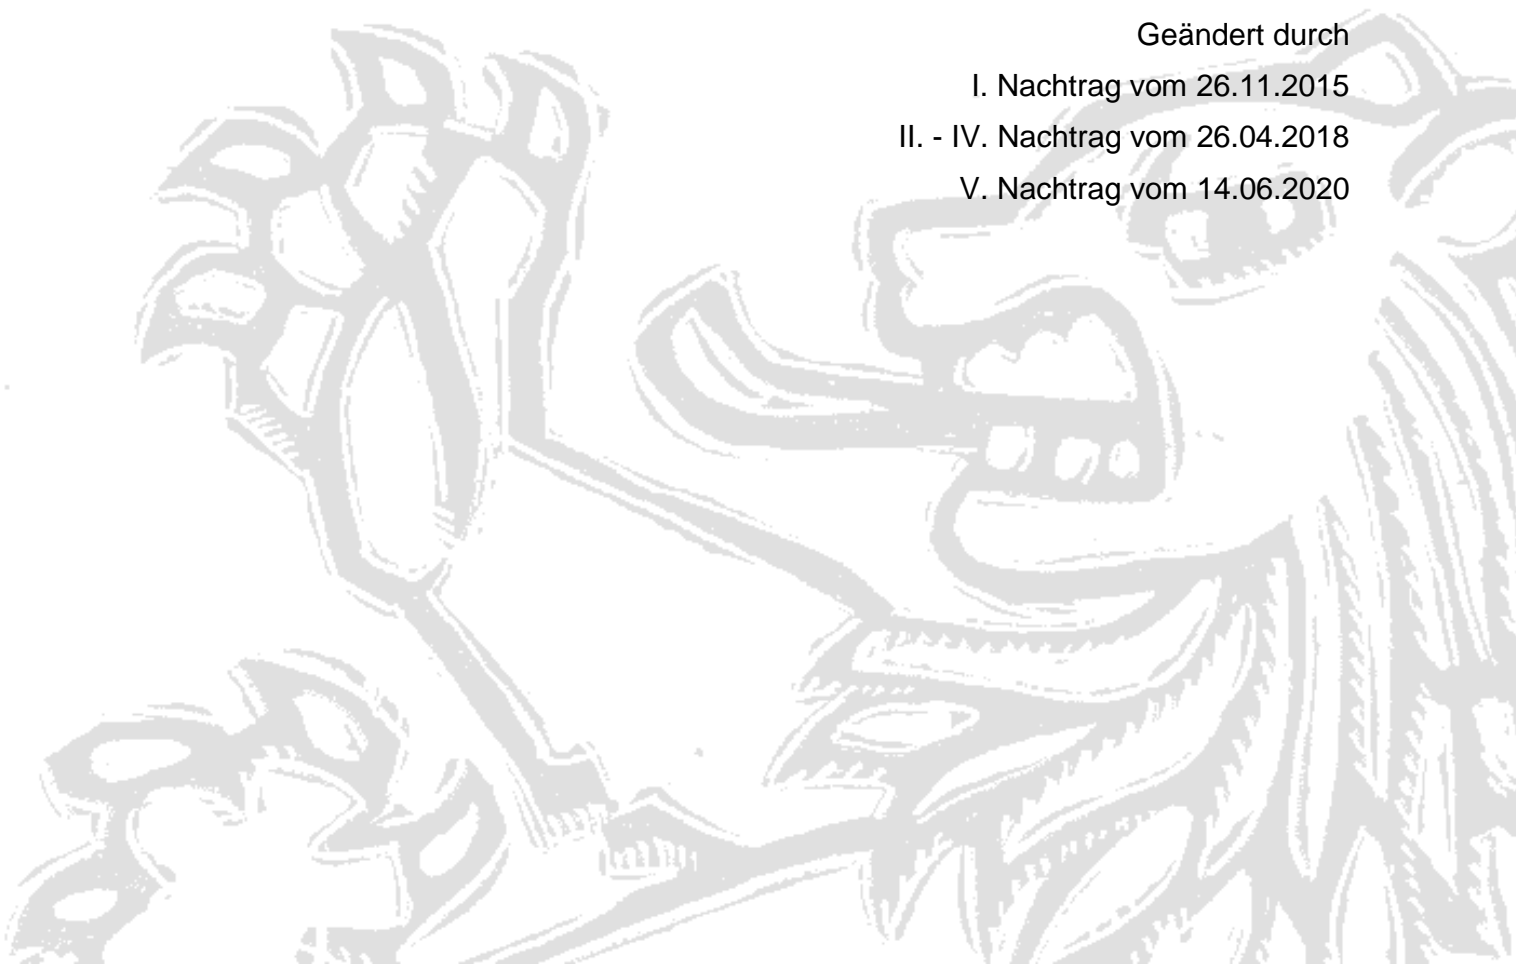 Geändert durch
I. Nachtrag vom 26.11.2015
II. - IV. Nachtrag vom 26.04.2018
V. Nachtrag vom 14.06.2020